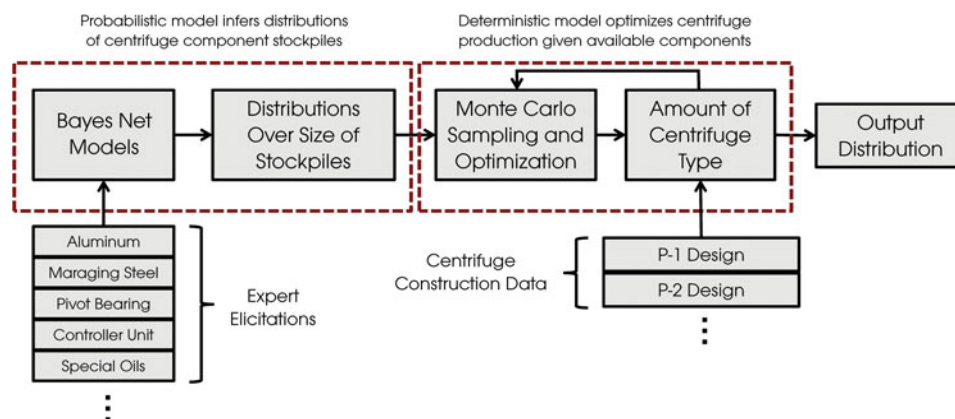 Probabilistic model infers distributions
of centrifuge component stockpiles
Deterministic model optimizes centrifuge
production given available components
Bayes Net
Models
Distributions
Over Size of
Stockpiles
Monte Carlo
Sampling and
Optimization
Amount of
Centrifuge
Type
Output
Distribution
Aluminum
Maraging Steel
Pivot Bearing
Controller Unit
Special Oils
Expert
Elicitations
Centrifuge
Construction Data
P-1 Design
P-2 Design